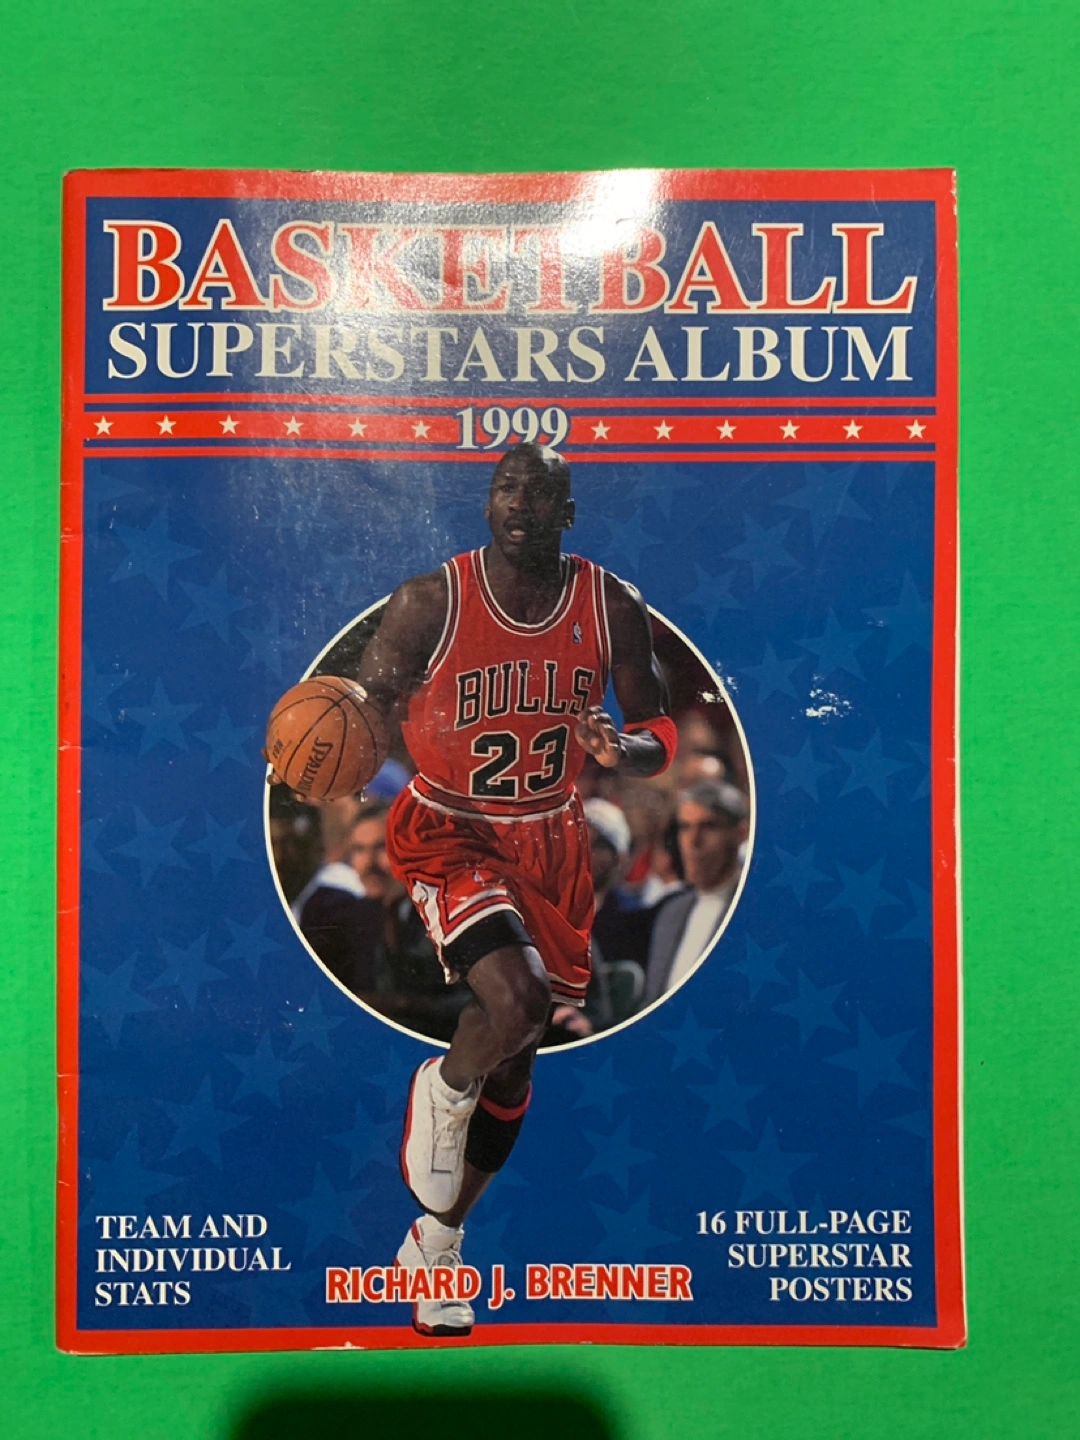 BASKETBALL
SUPERSTARS ALBUM
1999
BULLS
23
SPALDING
TEAM AND
INDIVIDUAL
STATS
16 FULL-PAGE
SUPERSTAR
POSTERS
RICHARD J. BRENNER